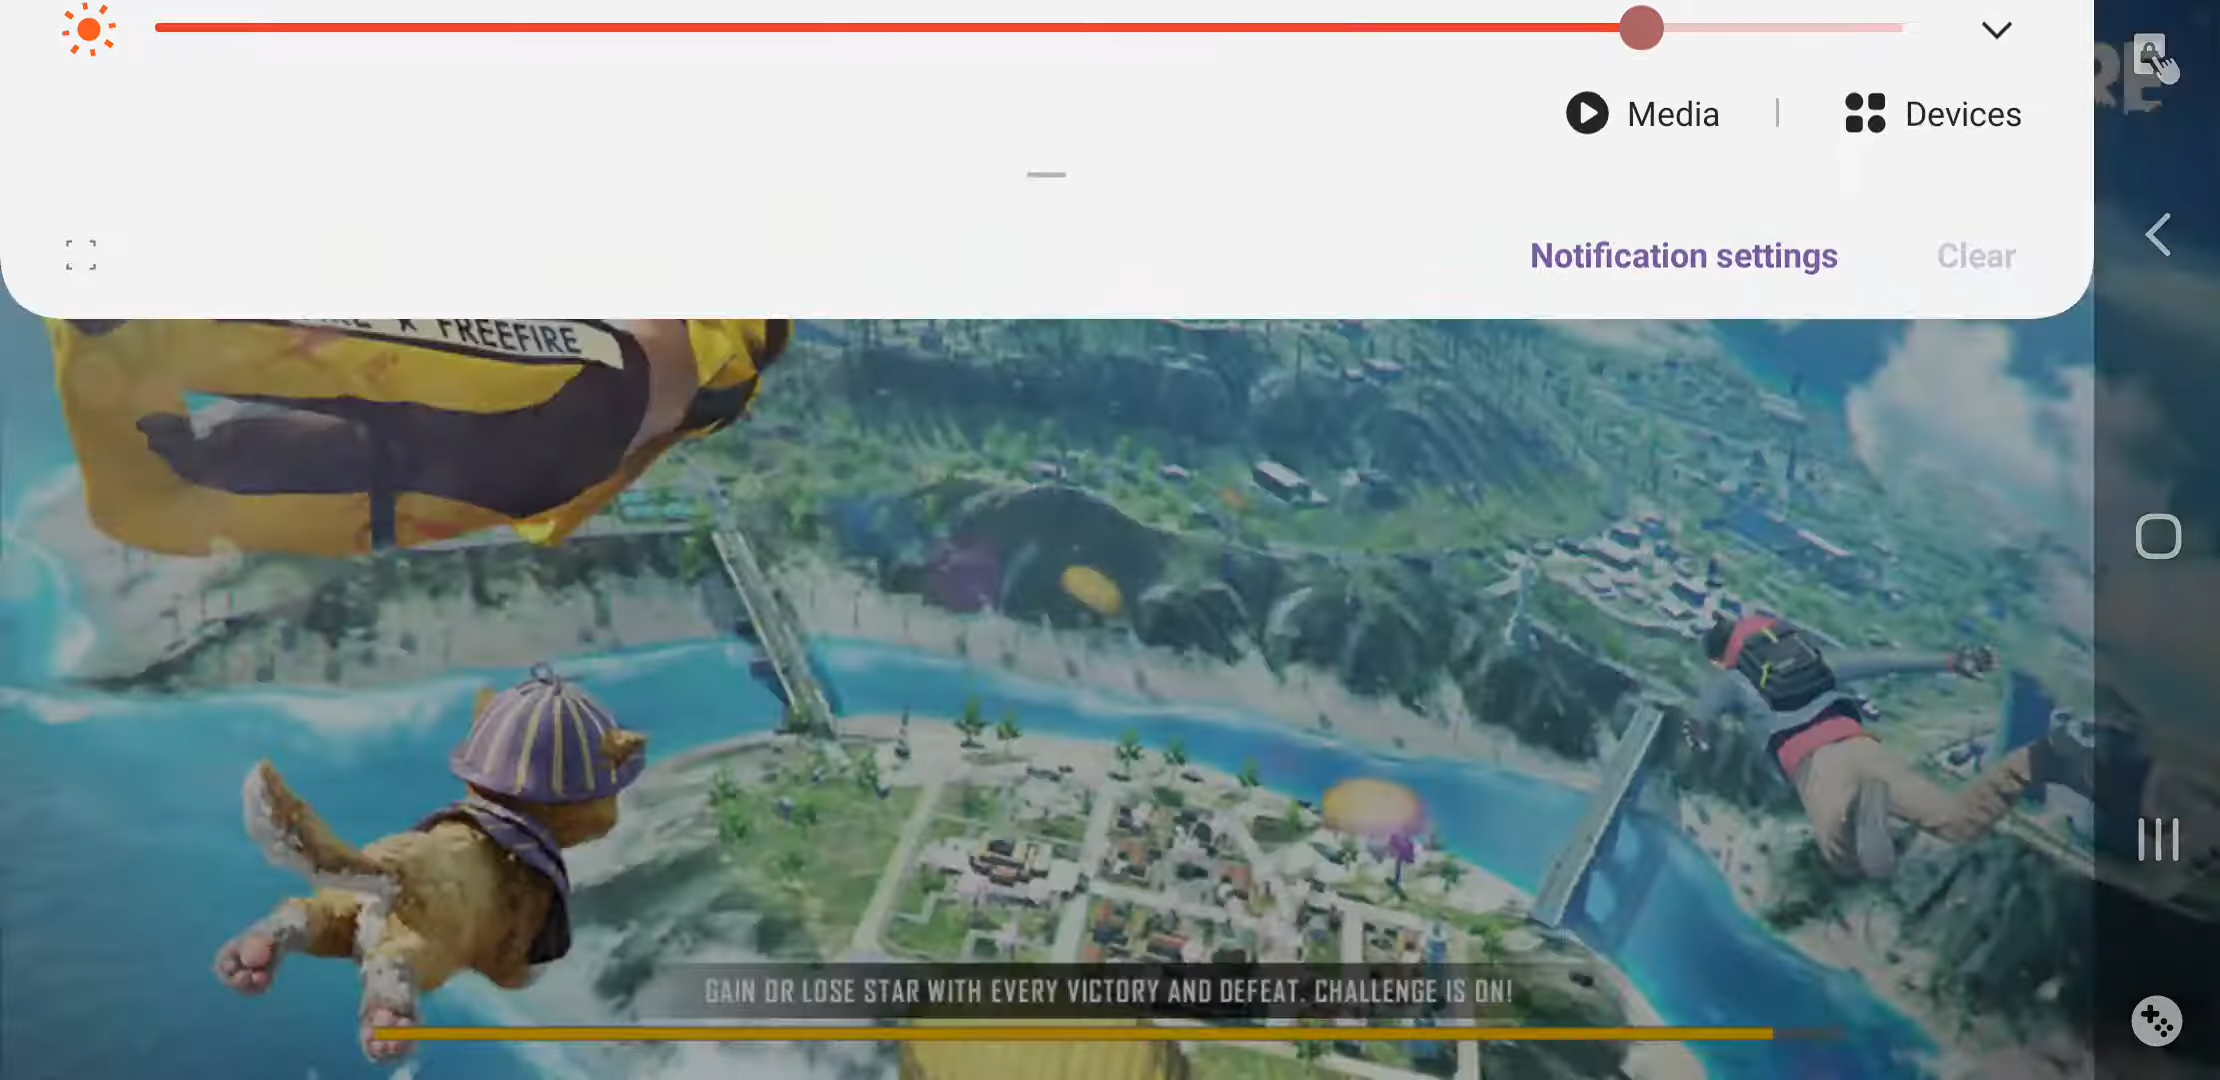 Media
Devices
Notification settings
Clear
X FREEFIRE
GAIN OR LOSE STAR WITH EVERY VICTORY AND DEFEAT. CHALLENGE IS ON!